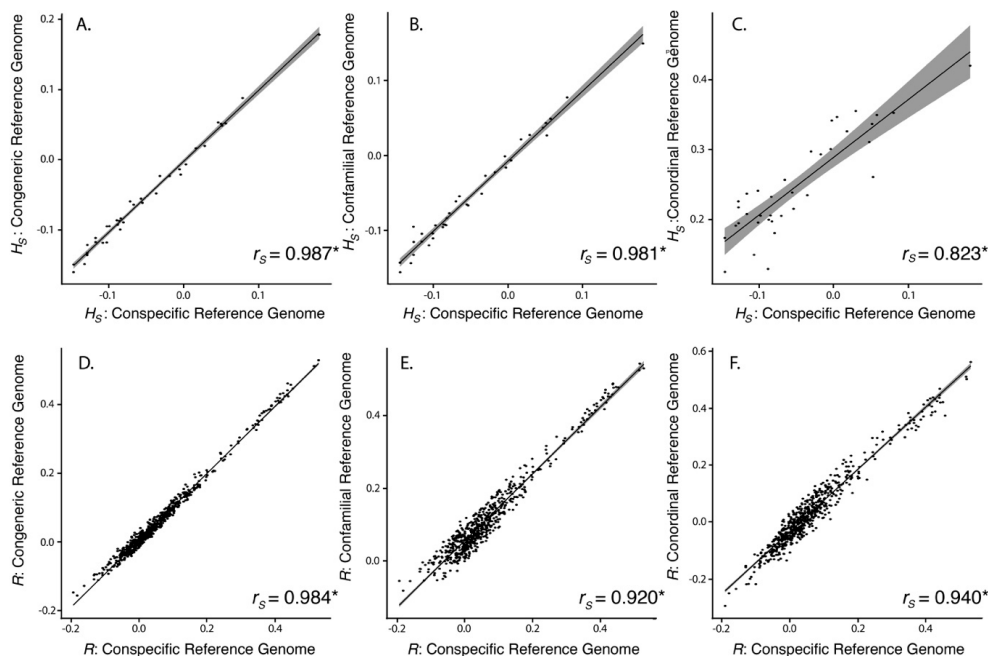 A.
H_S: Congeneric Reference Genome
0.2
0.1
0.0
-0.1
r_S = 0.987*
-0.1 0.0 0.1
H_S: Conspecific Reference Genome
B.
H_S: Confamilial Reference Genome
0.1
0.0
-0.1
r_S = 0.981*
-0.1 0.0 0.1
H_S: Conspecific Reference Genome
C.
H_S:Conordinal Reference Genome
0.4
0.3
0.2
r_S = 0.823*
-0.1 0.0 0.1
H_S: Conspecific Reference Genome
D.
R: Congeneric Reference Genome
0.4
0.2
0.0
-0.2
r_S = 0.984*
-0.2 0.0 0.2 0.4
R: Conspecific Reference Genome
E.
R: Confamilial Reference Genome
0.4
0.2
0.0
r_S = 0.920*
-0.2 0.0 0.2 0.4
R: Conspecific Reference Genome
F.
R: Conordinal Reference Genome
0.6
0.4
0.2
0.0
-0.2
r_S = 0.940*
-0.2 0.0 0.2 0.4
R: Conspecific Reference Genome